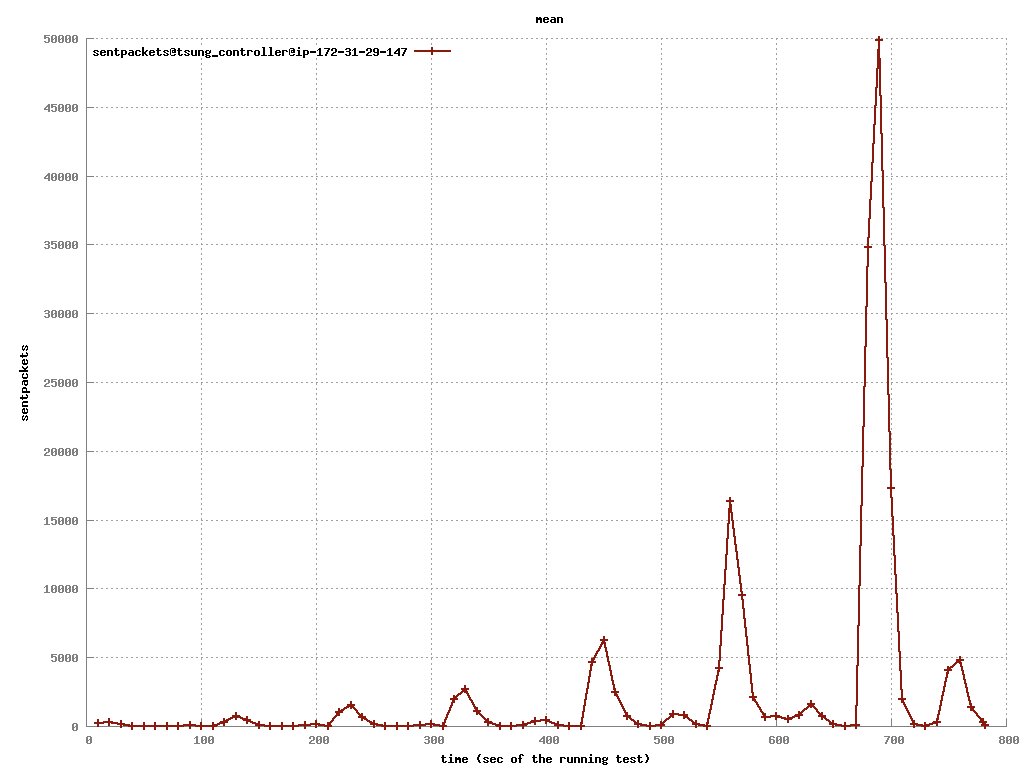 mean
sentpackets@tsung_controller@ip-172-31-29-147
50000
45000
40000
35000
30000
25000
20000
15000
10000
5000
0
sentpackets
0 100 200 300 400 500 600 700 800
time (sec of the running test)